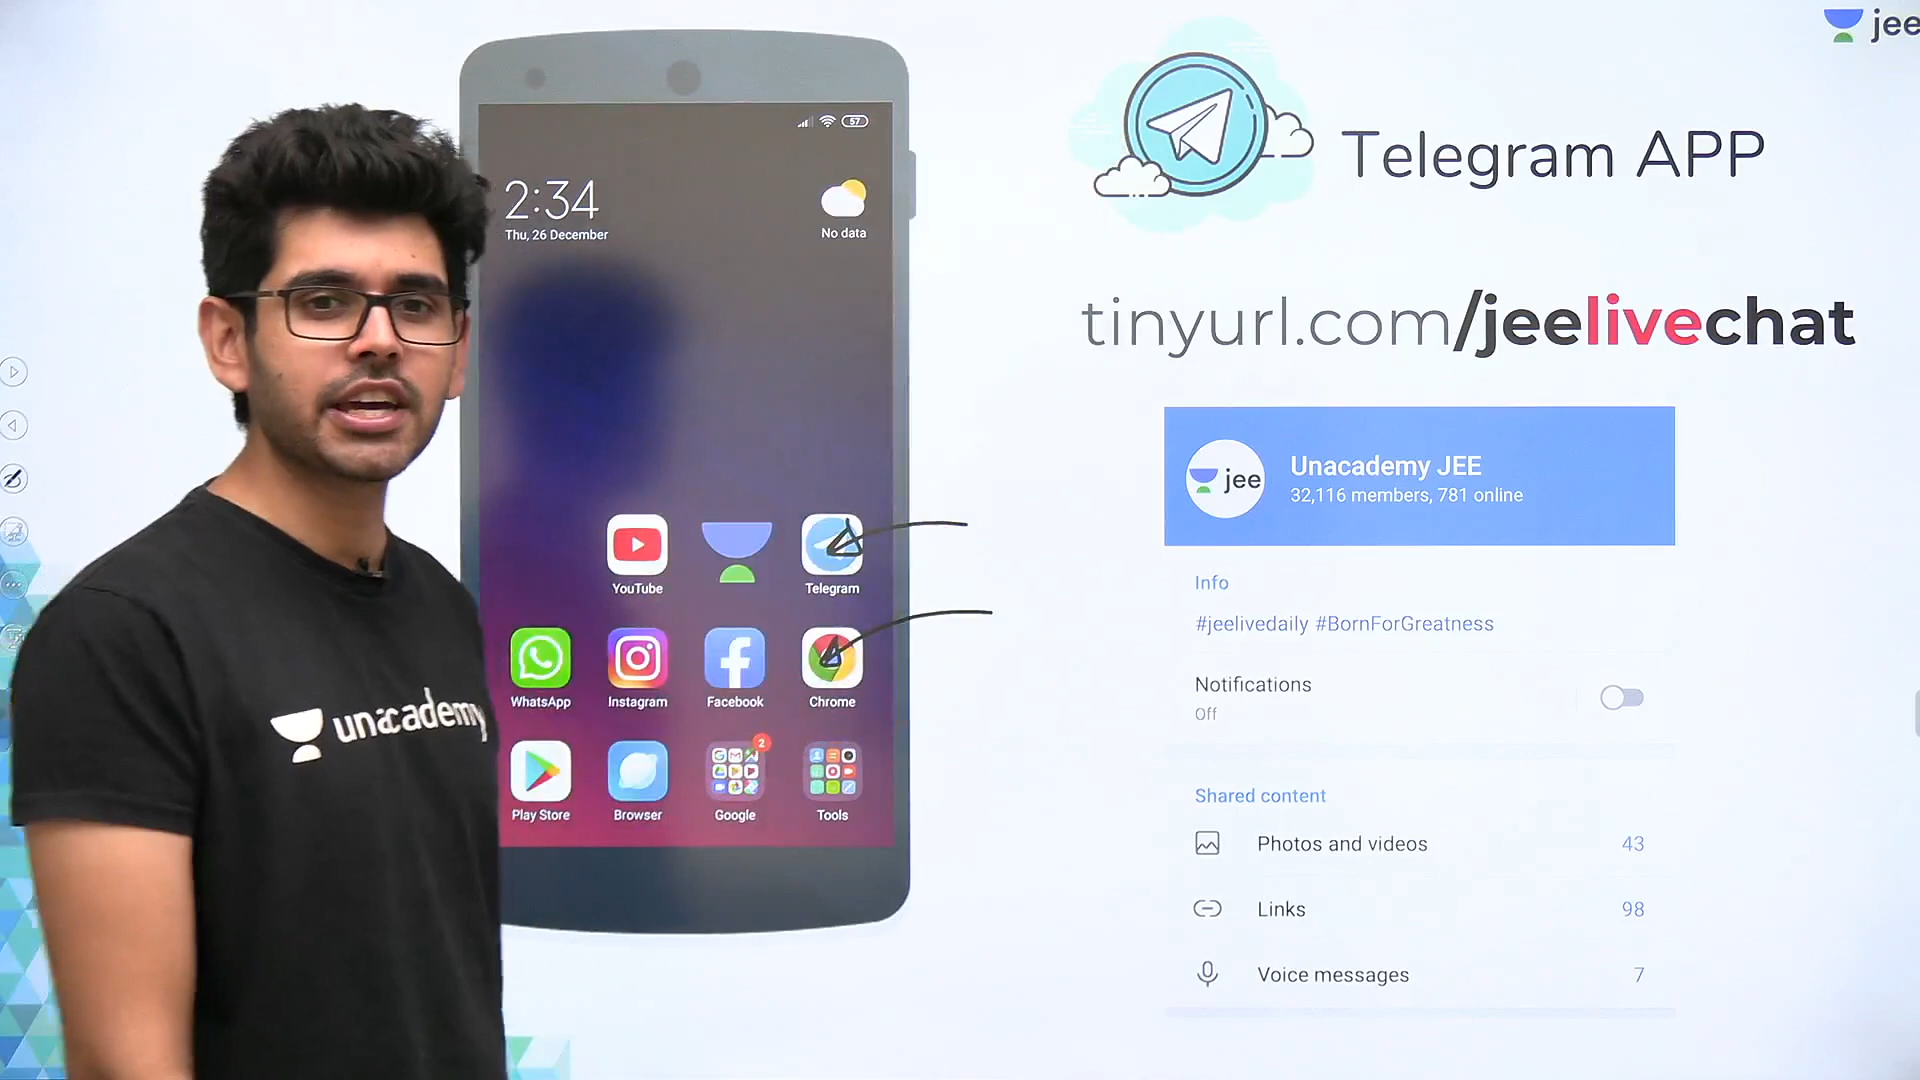 jee
Telegram APP
tinyurl.com/jeelivechat
57
2:34
Thu, 26 December
No data
YouTube
Telegram
WhatsApp
Instagram
Facebook
Chrome
Play Store
Browser
2
Google
Tools
unacademy
jee
Unacademy JEE
32,116 members, 781 online
Info
#jeelivedaily #BornForGreatness
Notifications
Off
Shared content
Photos and videos 43
Links 98
Voice messages 7